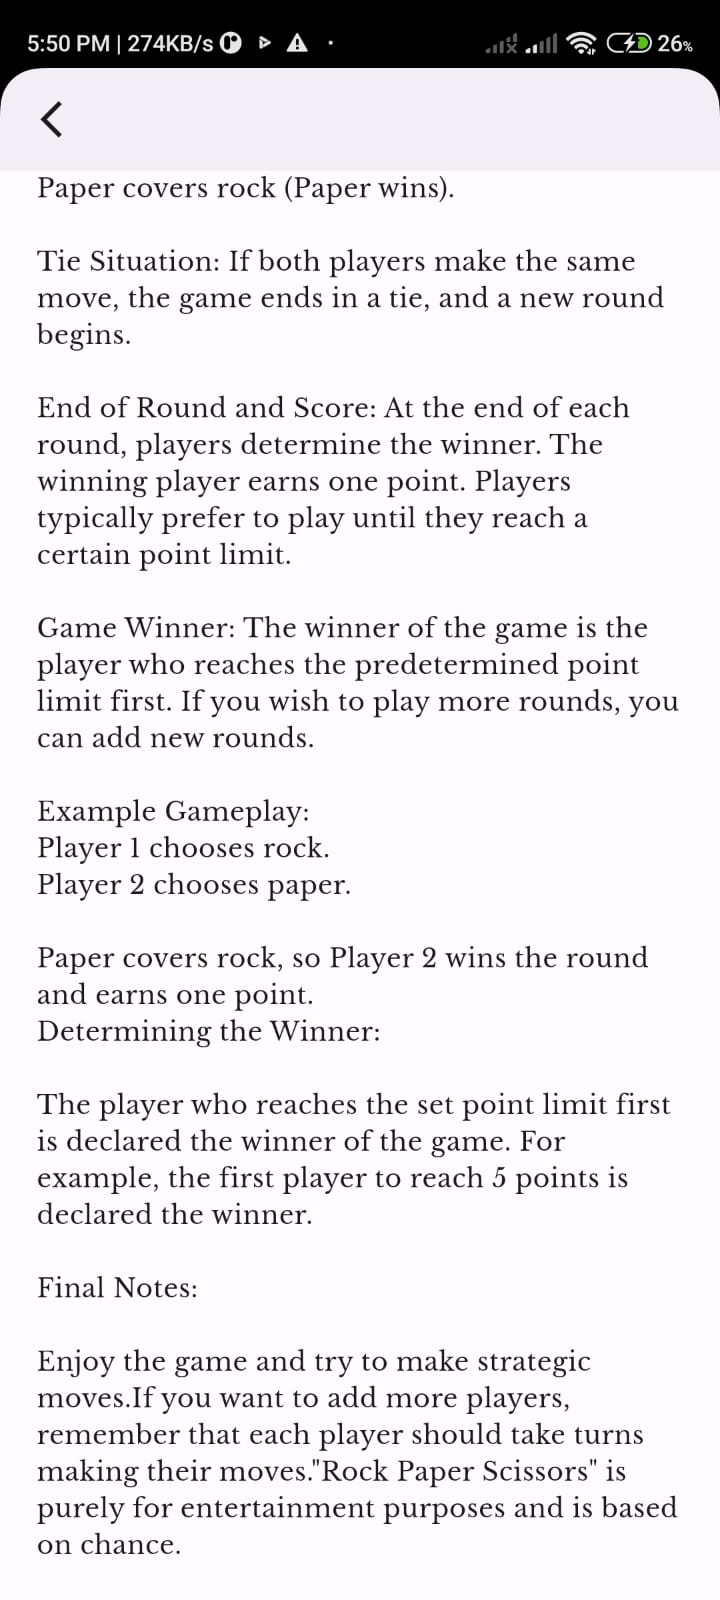 5:50 PM | 274KB/s
26%
Paper covers rock (Paper wins).
Tie Situation: If both players make the same
move, the game ends in a tie, and a new round
begins.
End of Round and Score: At the end of each
round, players determine the winner. The
winning player earns one point. Players
typically prefer to play until they reach a
certain point limit.
Game Winner: The winner of the game is the
player who reaches the predetermined point
limit first. If you wish to play more rounds, you
can add new rounds.
Example Gameplay:
Player 1 chooses rock.
Player 2 chooses paper.
Paper covers rock, so Player 2 wins the round
and earns one point.
Determining the Winner:
The player who reaches the set point limit first
is declared the winner of the game. For
example, the first player to reach 5 points is
declared the winner.
Final Notes:
Enjoy the game and try to make strategic
moves.If you want to add more players,
remember that each player should take turns
making their moves."Rock Paper Scissors" is
purely for entertainment purposes and is based
on chance.